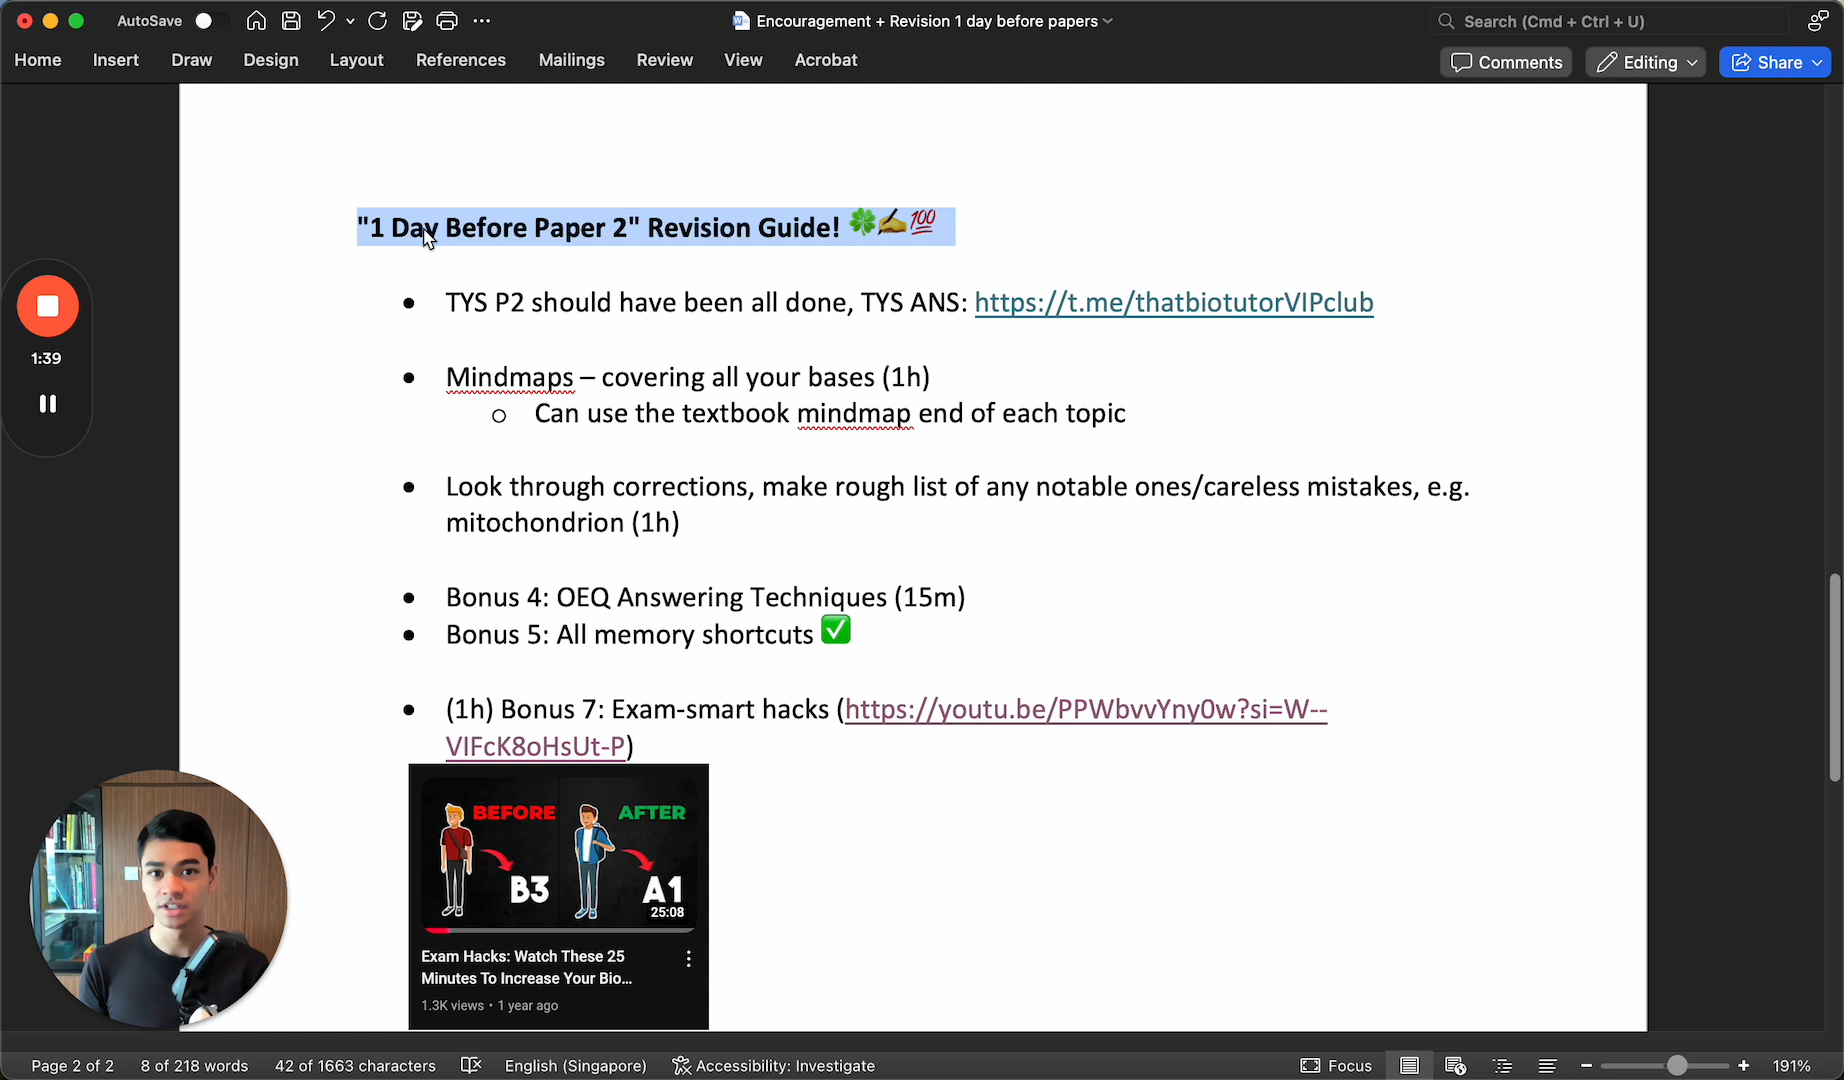 AutoSave
Encouragement + Revision 1 day before papers
Search (Cmd + Ctrl + U)
Home Insert Draw Design Layout References Mailings Review View Acrobat
Comments Editing Share
"1 Day Before Paper 2" Revision Guide! 🍀✍️💯
• TYS P2 should have been all done, TYS ANS: https://t.me/thatbiotutorVIPclub
• Mindmaps – covering all your bases (1h)
o Can use the textbook mindmap end of each topic
• Look through corrections, make rough list of any notable ones/careless mistakes, e.g.
mitochondrion (1h)
• Bonus 4: OEQ Answering Techniques (15m)
• Bonus 5: All memory shortcuts ✅
• (1h) Bonus 7: Exam-smart hacks (https://youtu.be/PPWbvvYny0w?si=W--
VIFcK8oHsUt-P)
1:39
BEFORE AFTER
B3 A1
25:08
Exam Hacks: Watch These 25
Minutes To Increase Your Bio...
1.3K views • 1 year ago
Page 2 of 2 8 of 218 words 42 of 1663 characters English (Singapore) Accessibility: Investigate Focus 191%